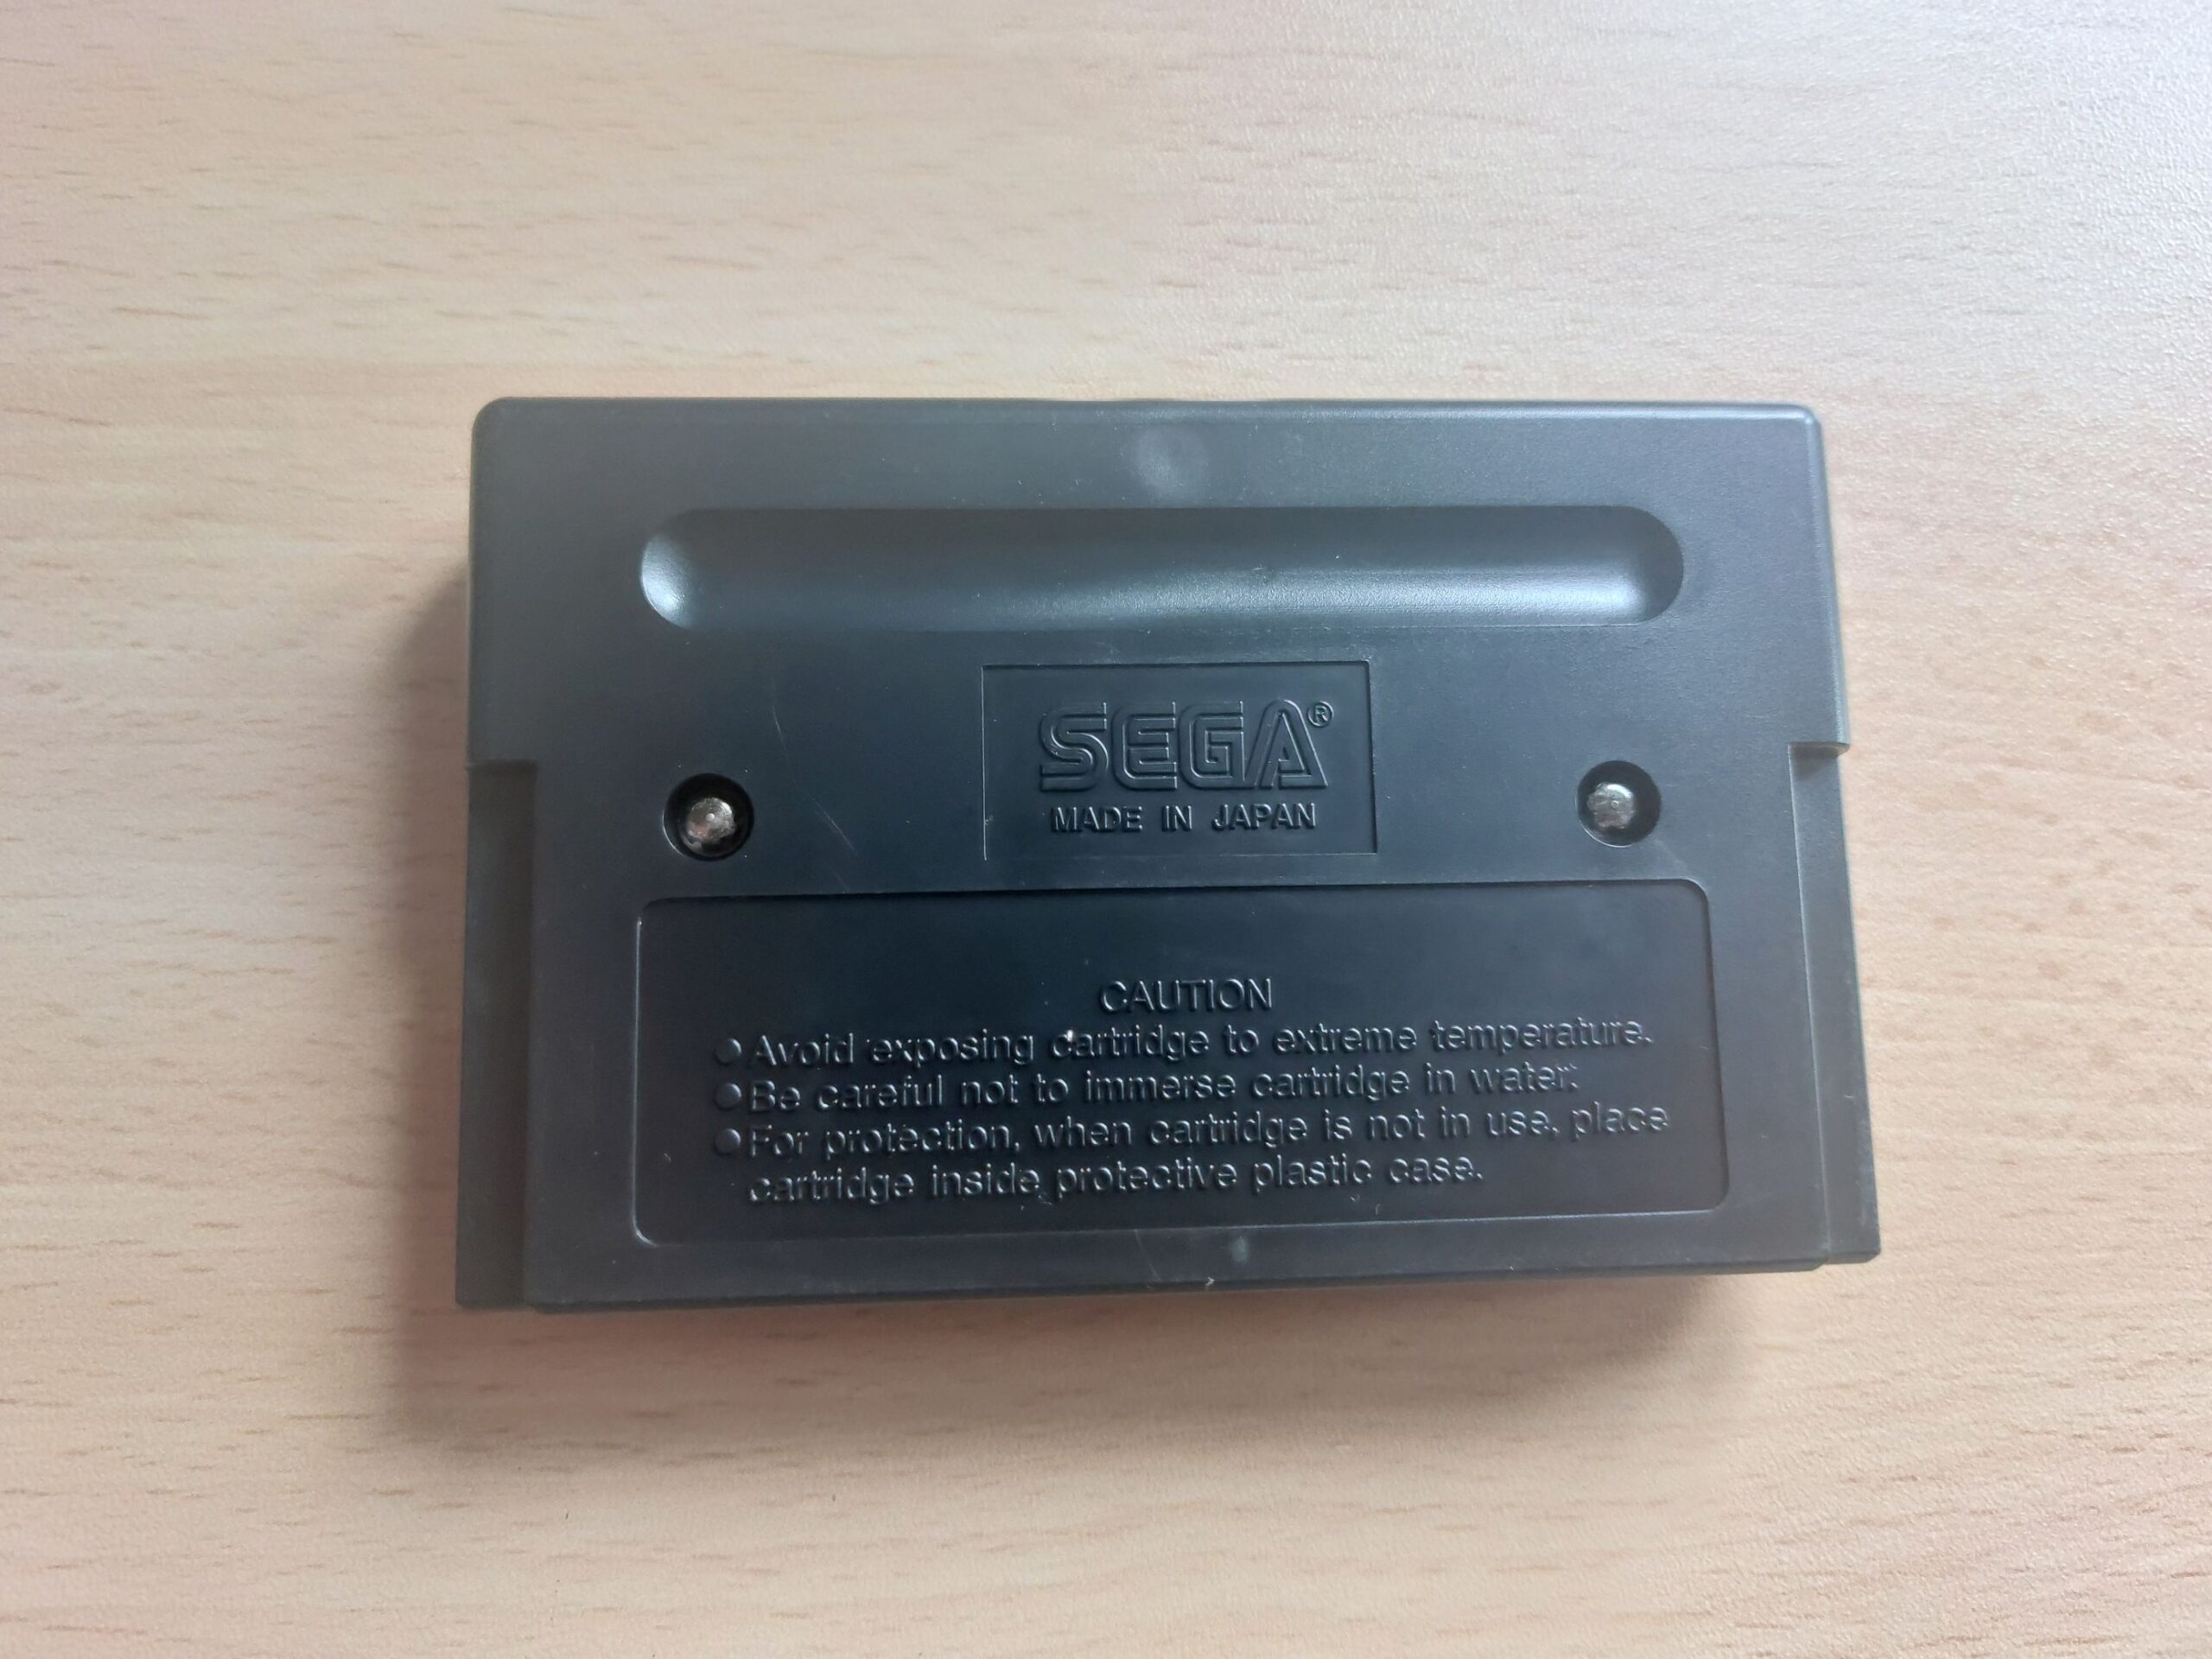 SEGA®
MADE IN JAPAN
CAUTION
●Avoid exposing cartridge to extreme temperature.
●Be careful not to immerse cartridge in water.
●For protection, when cartridge is not in use, place
cartridge inside protective plastic case.